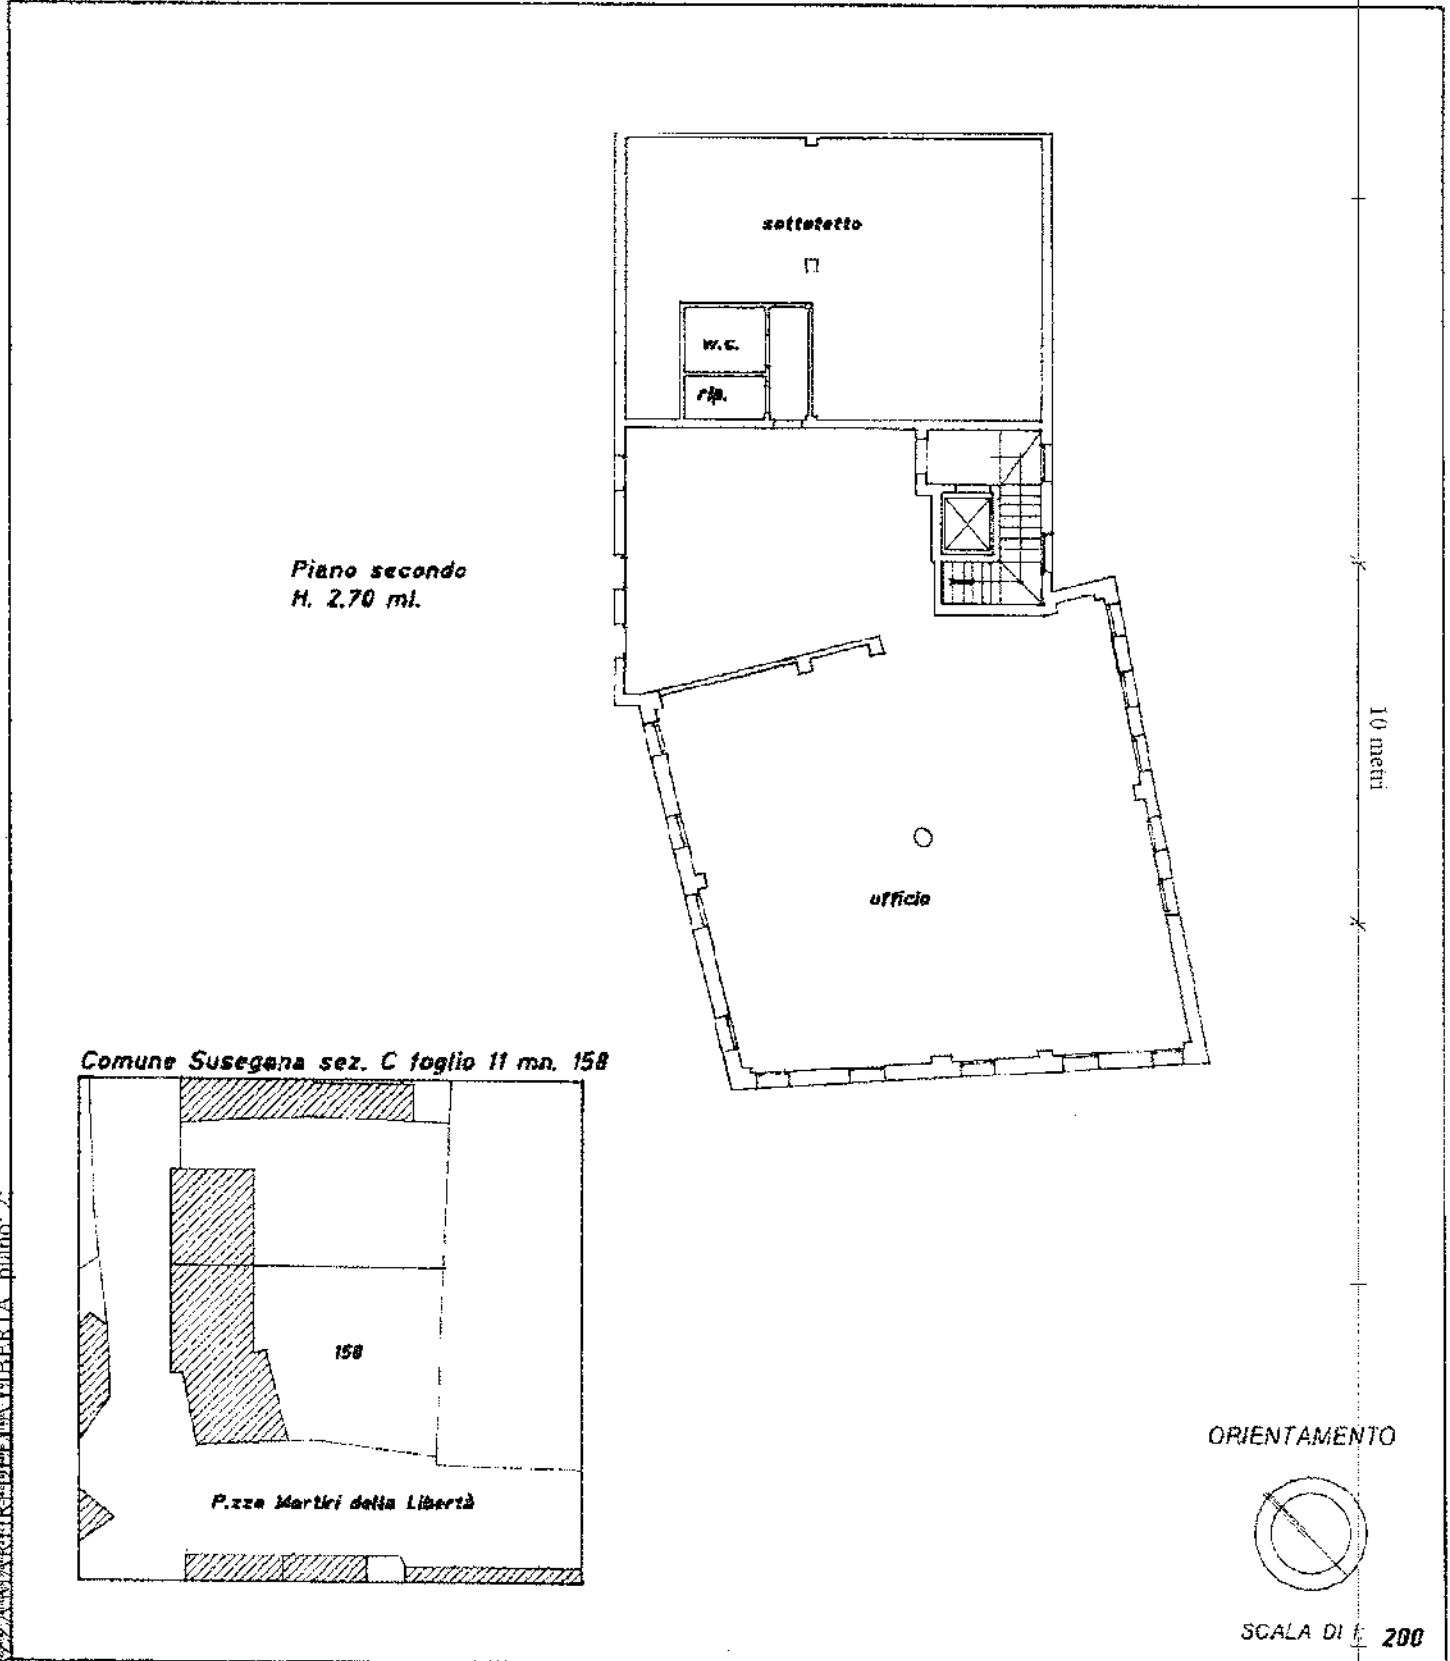 sottotetto
w.c.
rip.
Piano secondo
H. 2.70 ml.
10 metri
ufficio
Comune Susegana sez. C foglio 11 mn. 158
158
P.zza Martiri della Libertà
ORIENTAMENTO
SCALA DI 1: 200